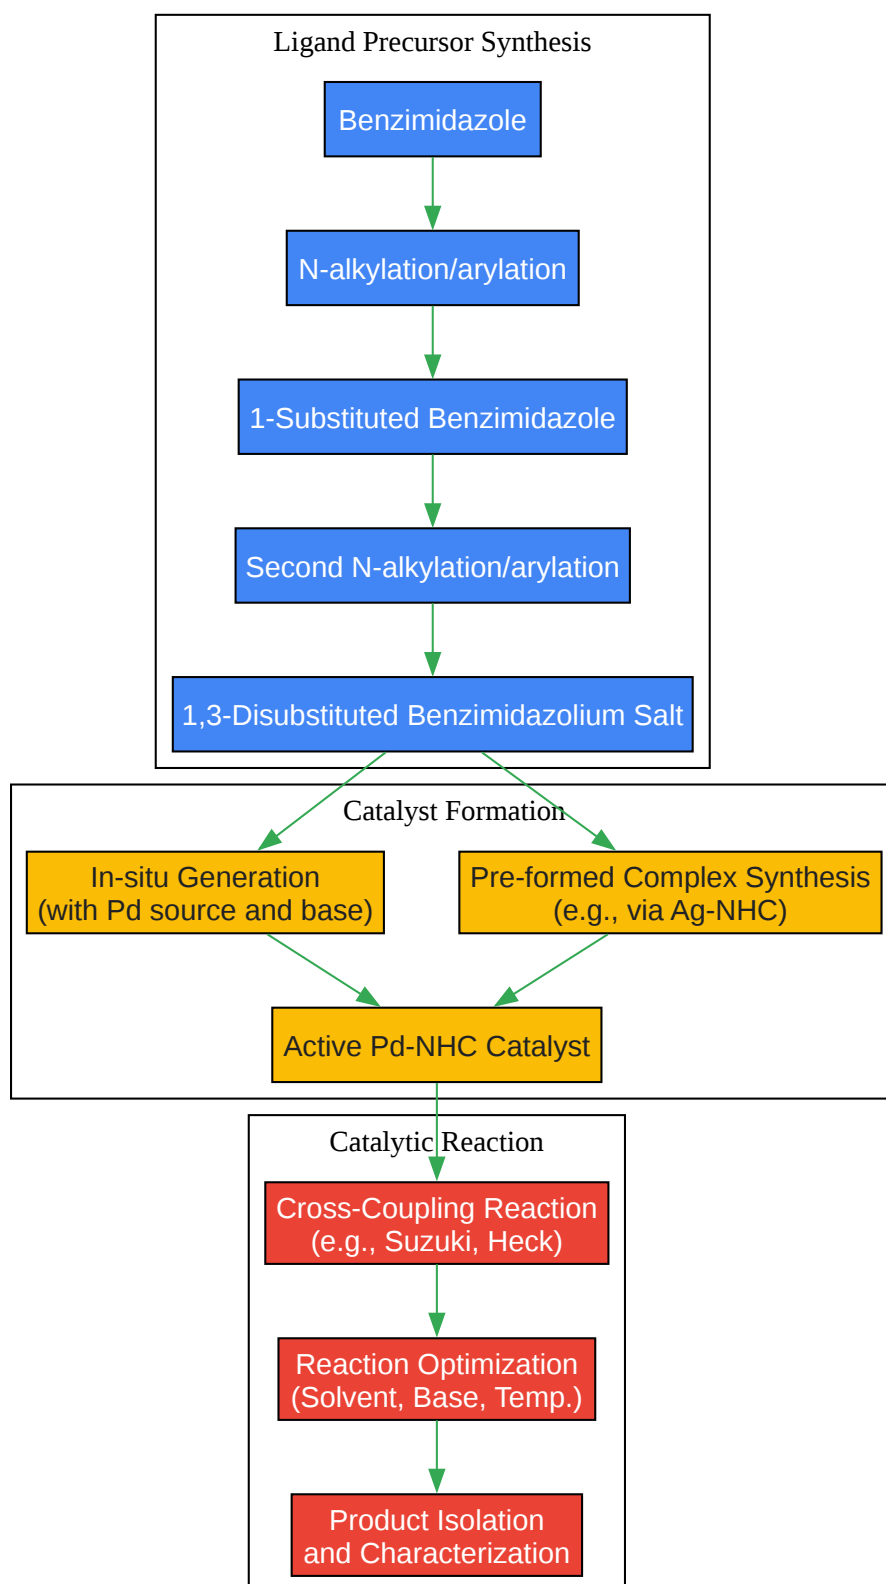 Ligand Precursor Synthesis
Benzimidazole
N-alkylation/arylation
1-Substituted Benzimidazole
Second N-alkylation/arylation
1,3-Disubstituted Benzimidazolium Salt
Catalyst Formation
In-situ Generation
(with Pd source and base)
Pre-formed Complex Synthesis
(e.g., via Ag-NHC)
Active Pd-NHC Catalyst
Catalytic Reaction
Cross-Coupling Reaction
(e.g., Suzuki, Heck)
Reaction Optimization
(Solvent, Base, Temp.)
Product Isolation
and Characterization